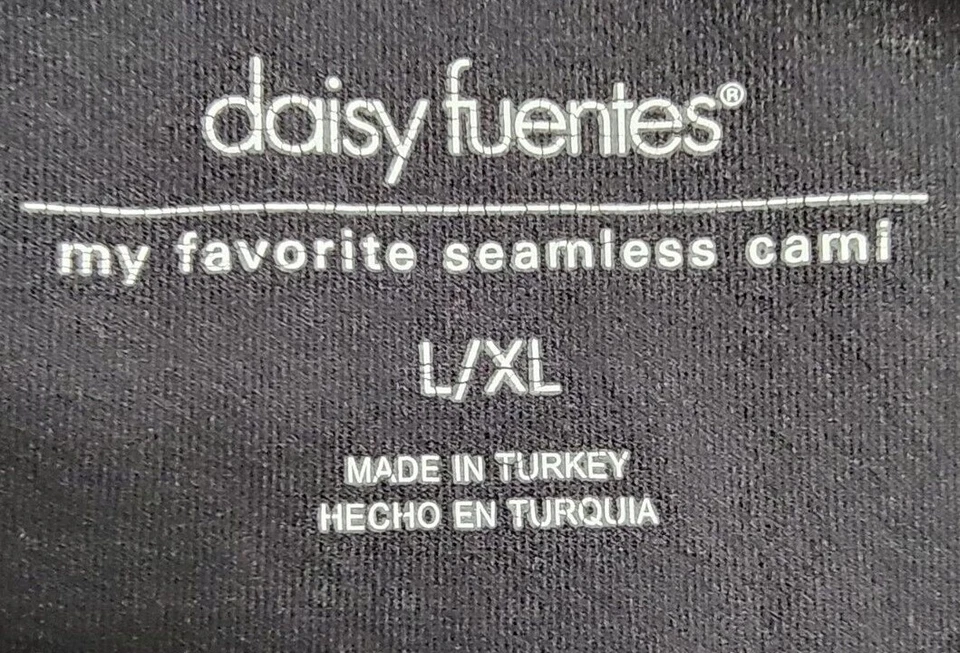 daisy fuentes®
my favorite seamless cami
L/XL
MADE IN TURKEY
HECHO EN TURQUIA